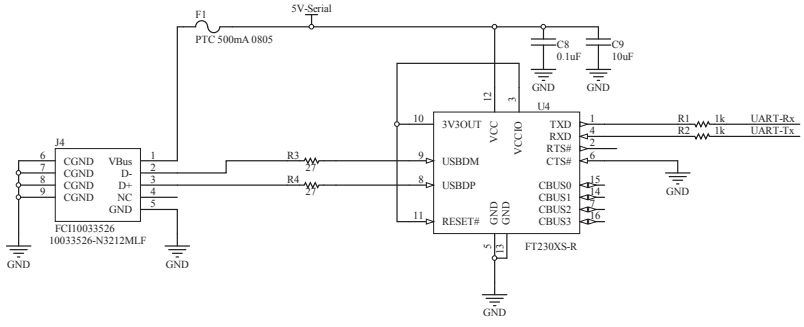 F1
5V-Serial
PTC 500mA 0805
C8
0.1uF
C9
10uF
GND
GND
12
3
U4
10
3V3OUT
VCC
VCCIO
TXD
1
R1
1k
UART-Rx
RXD
4
R2
1k
UART-Tx
RTS#
2
CTS#
6
GND
J4
6
CGND
VBus
1
7
CGND
D-
2
R3
27
9
USBDM
8
CGND
D+
3
R4
27
8
USBDP
9
CGND
NC
4
GND
5
CBUS0
15
CBUS1
14
CBUS2
7
CBUS3
16
11
RESET#
GND
GND
5
13
FCI10033526
10033526-N3212MLF
FT230XS-R
GND
GND
GND